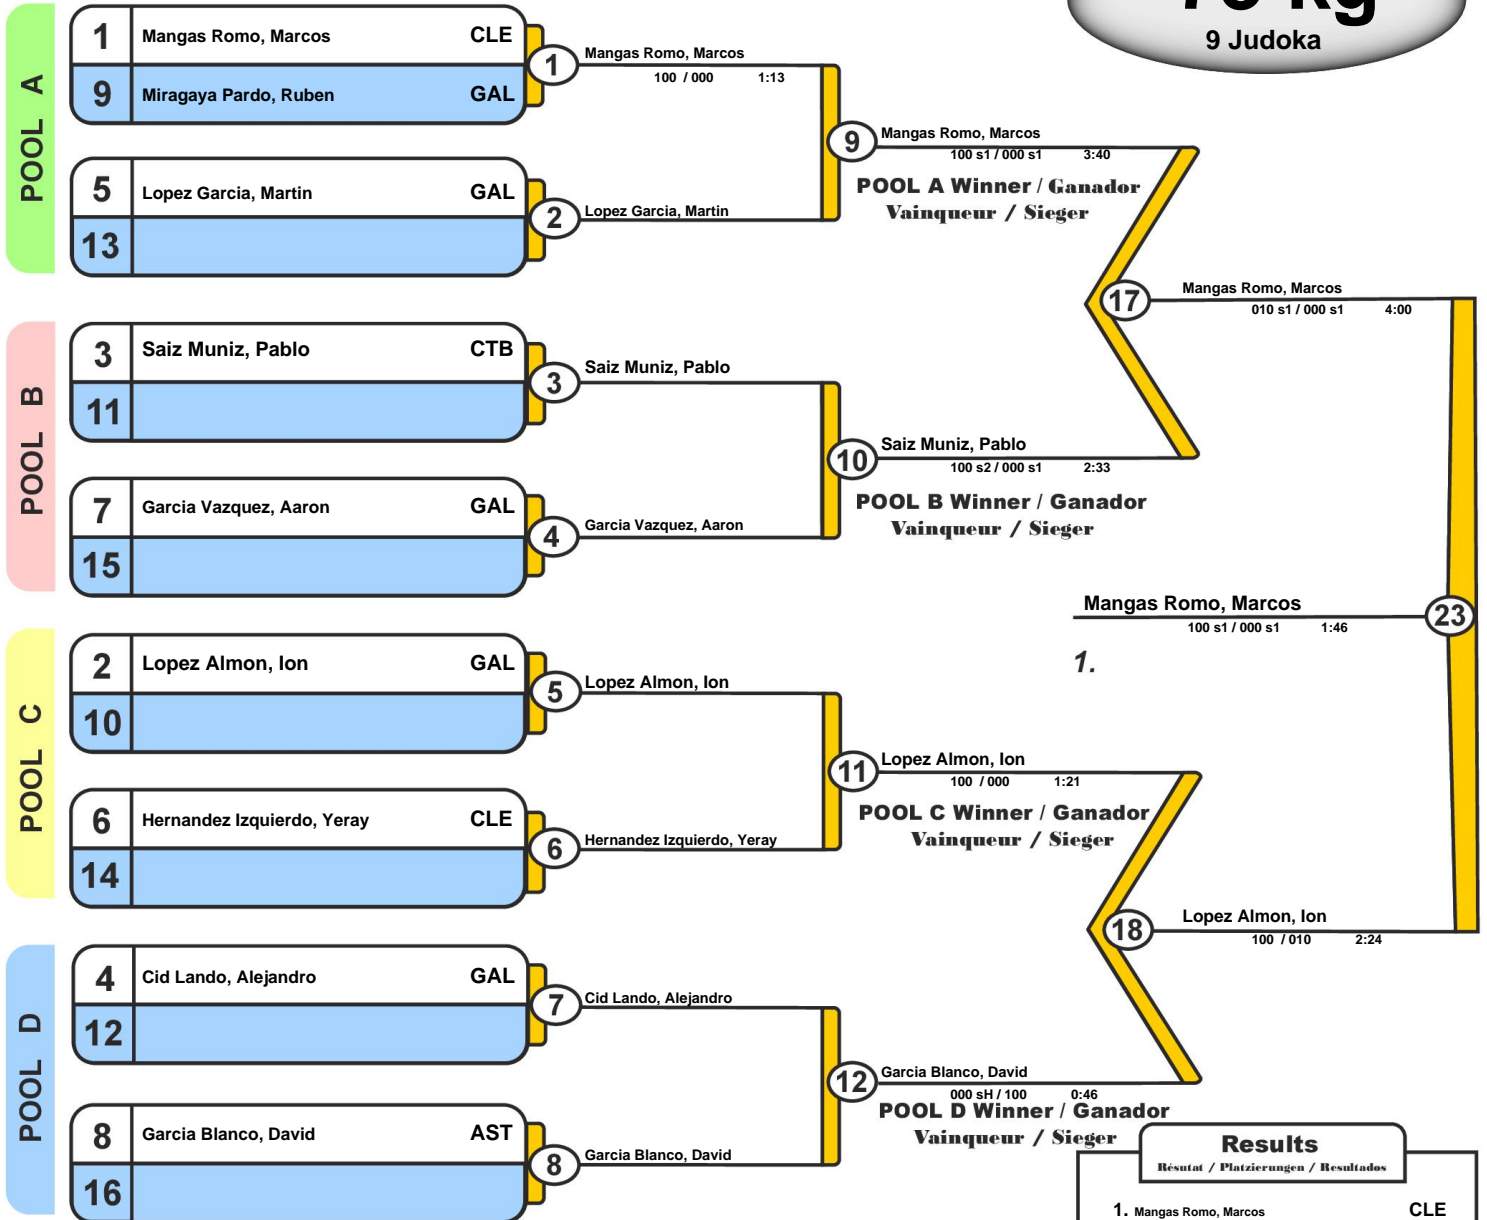 9 Judoka
POOL A
1 Mangas Romo, Marcos CLE
9 Miragaya Pardo, Ruben GAL
5 Lopez Garcia, Martin GAL
13
1
Mangas Romo, Marcos
100 / 000 1:13
2
Lopez Garcia, Martin
9
Mangas Romo, Marcos
100 s1 / 000 s1 3:40
POOL A Winner / Ganador
Vainqueur / Sieger
POOL B
3 Saiz Muniz, Pablo CTB
11
7 Garcia Vazquez, Aaron GAL
15
3
Saiz Muniz, Pablo
4
Garcia Vazquez, Aaron
10
Saiz Muniz, Pablo
100 s2 / 000 s1 2:33
POOL B Winner / Ganador
Vainqueur / Sieger
17
Mangas Romo, Marcos
010 s1 / 000 s1 4:00
Mangas Romo, Marcos
23
100 s1 / 000 s1 1:46
1.
POOL C
2 Lopez Almon, Ion GAL
10
6 Hernandez Izquierdo, Yeray CLE
14
5
Lopez Almon, Ion
6
Hernandez Izquierdo, Yeray
11
Lopez Almon, Ion
100 / 000 1:21
POOL C Winner / Ganador
Vainqueur / Sieger
18
Lopez Almon, Ion
100 / 010 2:24
POOL D
4 Cid Lando, Alejandro GAL
12
8 Garcia Blanco, David AST
16
7
Cid Lando, Alejandro
8
Garcia Blanco, David
12
Garcia Blanco, David
000 sH / 100 0:46
POOL D Winner / Ganador
Vainqueur / Sieger
Results
Résutat / Platzierungen / Resultados
1. Mangas Romo, Marcos CLE